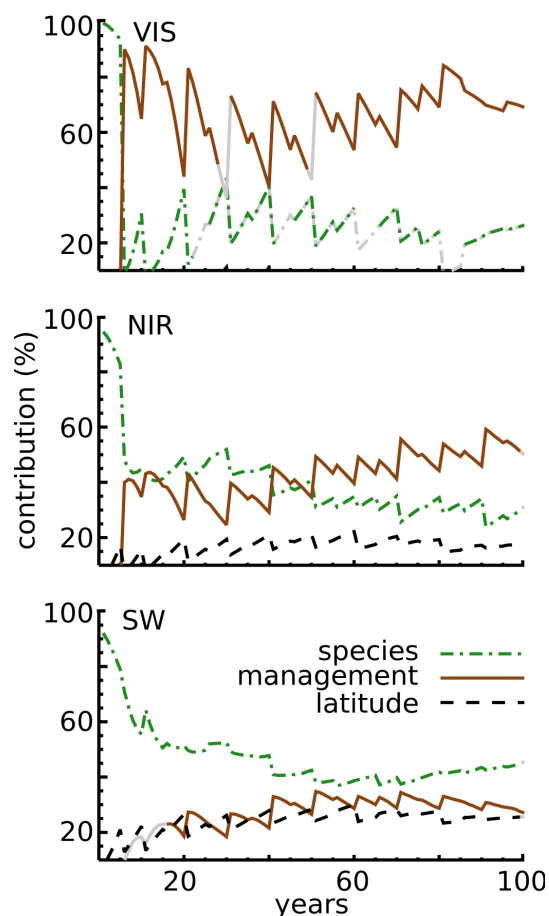 100
VIS
60
20
100
NIR
60
20
contribution (%)
100
SW
species
management
latitude
60
20
20 60 100
years